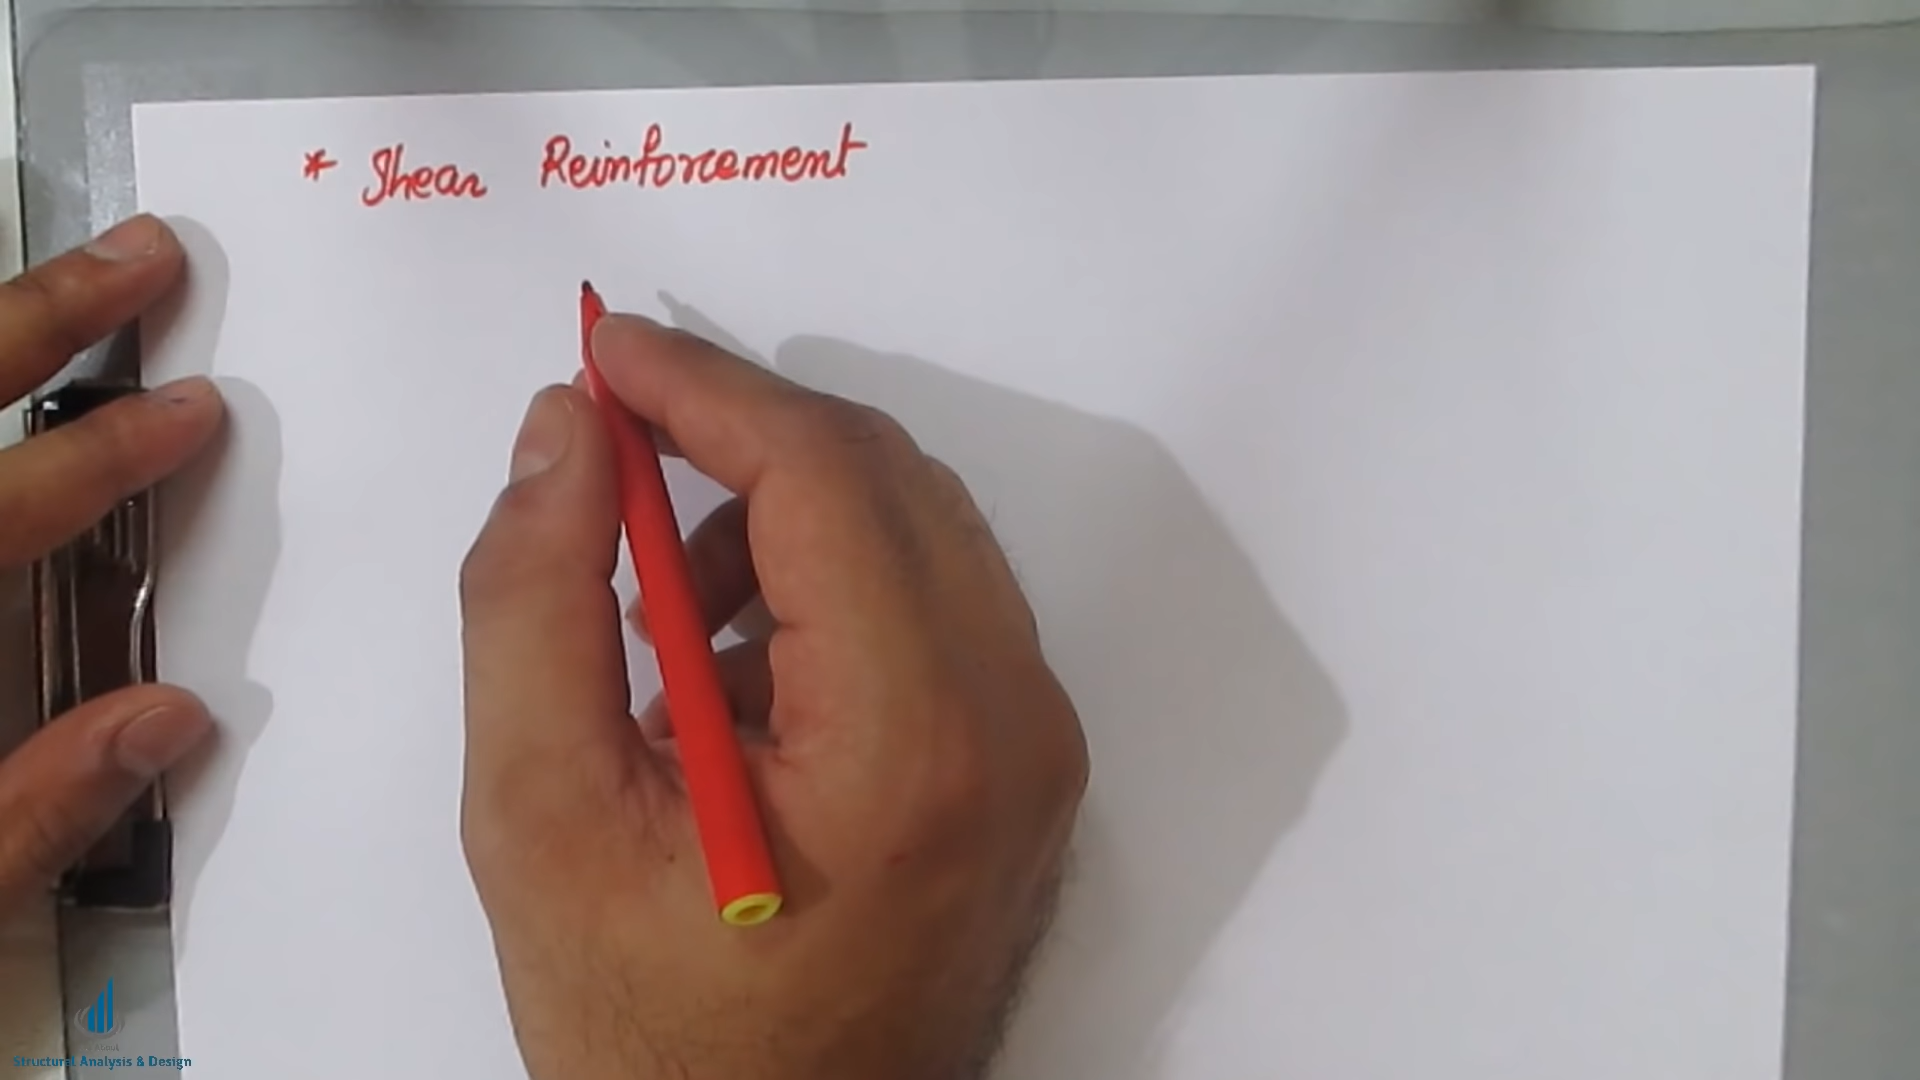 * Shear Reinforcement
Structural Analysis & Design